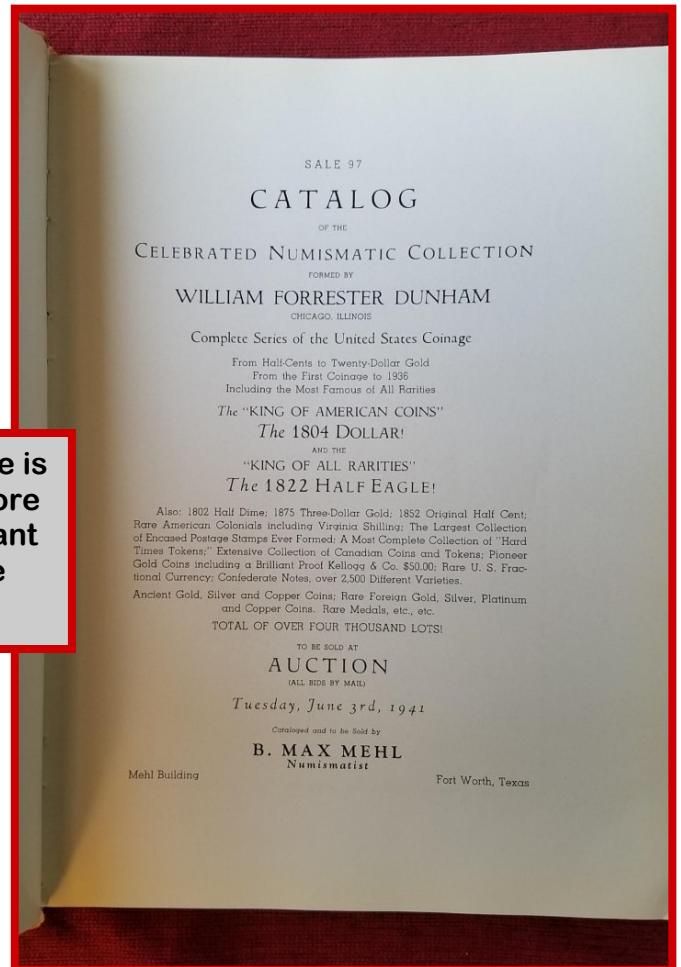 SALE 97
CATALOG
OF THE
CELEBRATED NUMISMATIC COLLECTION
FORMED BY
WILLIAM FORRESTER DUNHAM
CHICAGO, ILLINOIS
Complete Series of the United States Coinage
From Half-Cents to Twenty-Dollar Gold
From the First Coinage to 1936
Including the Most Famous of All Rarities
The "KING OF AMERICAN COINS"
The 1804 DOLLAR!
AND THE
"KING OF ALL RARITIES"
The 1822 HALF EAGLE!
Also: 1802 Half Dime; 1875 Three-Dollar Gold; 1852 Original Half Cent;
Rare American Colonials including Virginia Shilling; The Largest Collection
of Encased Postage Stamps Ever Formed; A Most Complete Collection of "Hard
Times Tokens;" Extensive Collection of Canadian Coins and Tokens; Pioneer
Gold Coins including a Brilliant Proof Kellogg & Co. $50.00; Rare U. S. Frac-
tional Currency; Confederate Notes, over 2,500 Different Varieties.
Ancient Gold, Silver and Copper Coins; Rare Foreign Gold, Silver, Platinum
and Copper Coins. Rare Medals, etc., etc.
TOTAL OF OVER FOUR THOUSAND LOTS!
TO BE SOLD AT
AUCTION
(ALL BIDS BY MAIL)
Tuesday, June 3rd, 1941
Cataloged and to be Sold by
B. MAX MEHL
Numismatist
Mehl Building Fort Worth, Texas
e is
ore
ant
e